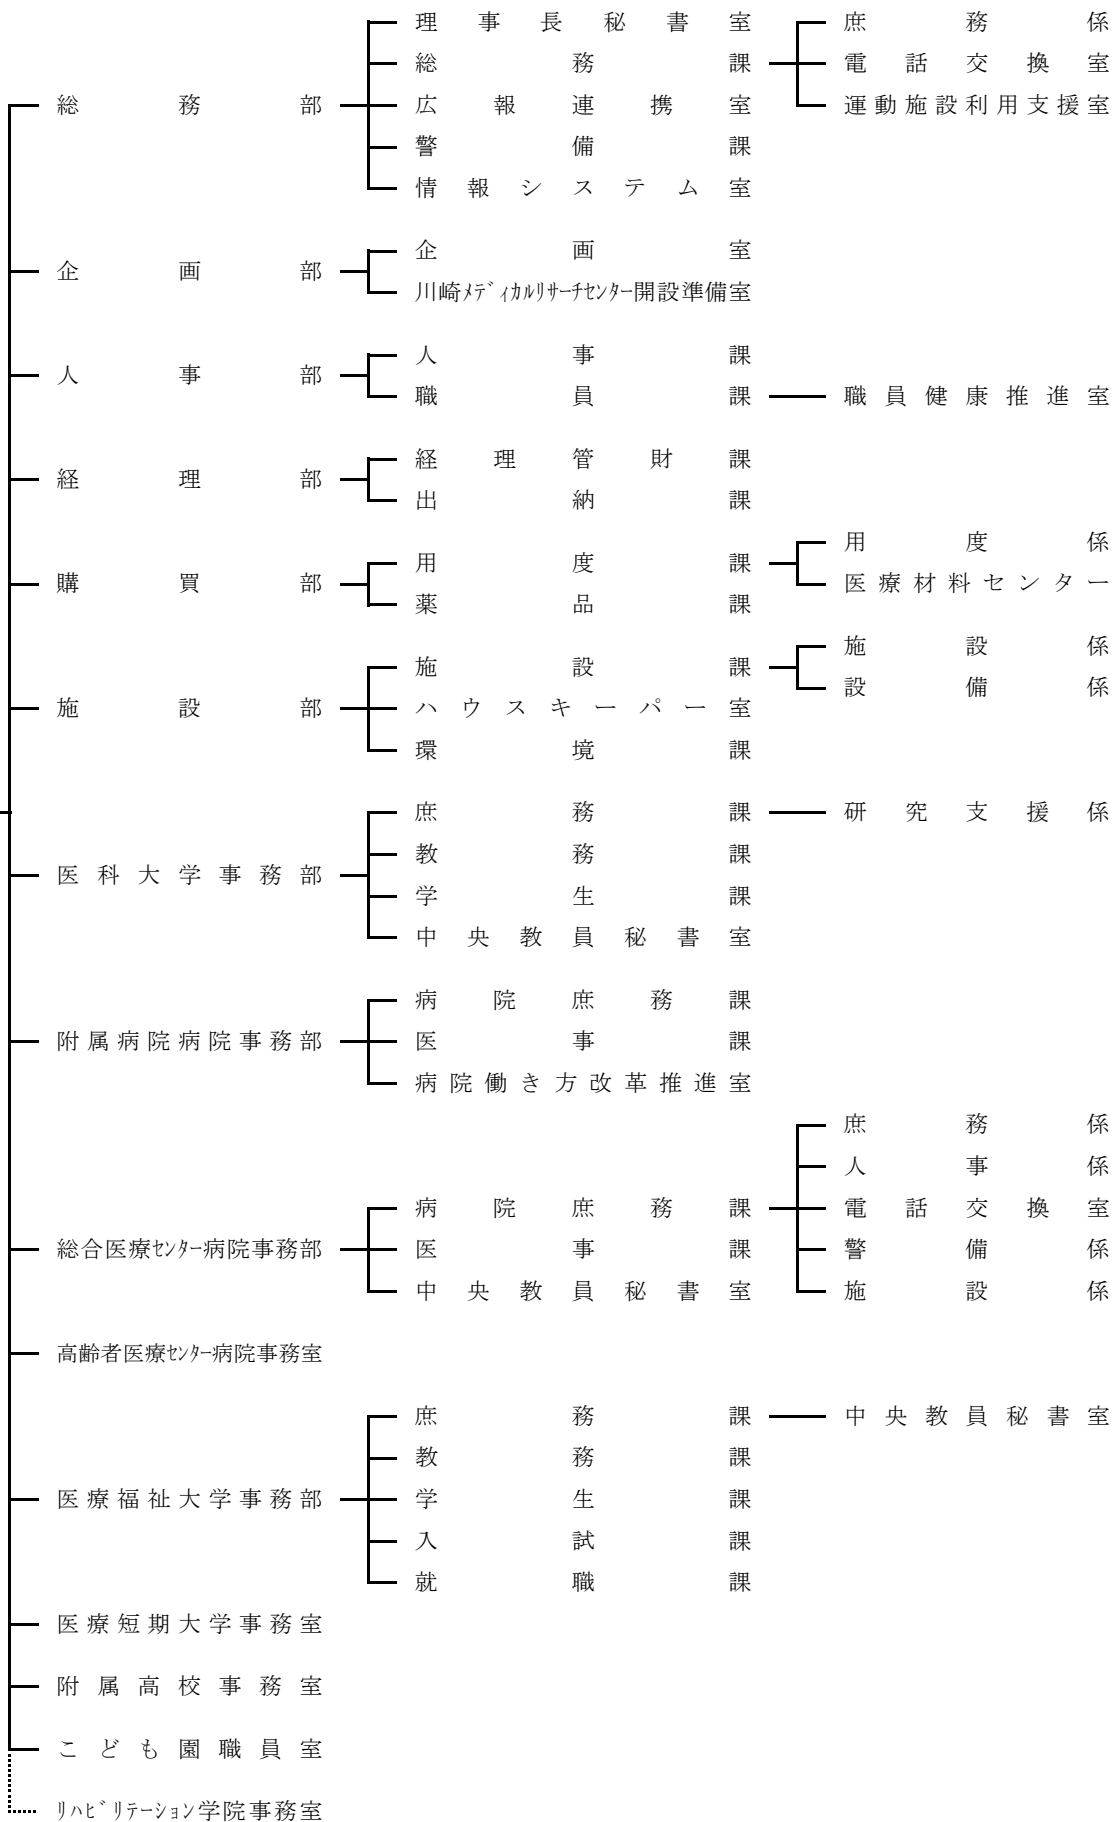 理事長秘書室 庶務係
総務課 電話交換室
総務部 広報連携室 運動施設利用支援室
警備課
情報システム室
企画室
企画部
川崎ﾒﾃﾞｨｶﾙﾘｻｰﾁｾﾝﾀｰ開設準備室
人事課
人事部
職員課 職員健康推進室
経理管財課
経理部
出納課
用度係
用度課
購買部 医療材料センター
薬品課
施設係
施設課
設備係
施設部 ハウスキーパー室
環境課
庶務課 研究支援係
教務課
医科大学事務部
学生課
中央教員秘書室
病院庶務課
附属病院病院事務部 医事課
病院働き方改革推進室
庶務係
人事係
病院庶務課 電話交換室
総合医療ｾﾝﾀｰ病院事務部 医事課 警備係
中央教員秘書室 施設係
高齢者医療ｾﾝﾀｰ病院事務室
庶務課 中央教員秘書室
教務課
医療福祉大学事務部 学生課
入試課
就職課
医療短期大学事務室
附属高校事務室
こども園職員室
ﾘﾊﾋﾞﾘﾃｰｼｮﾝ学院事務室